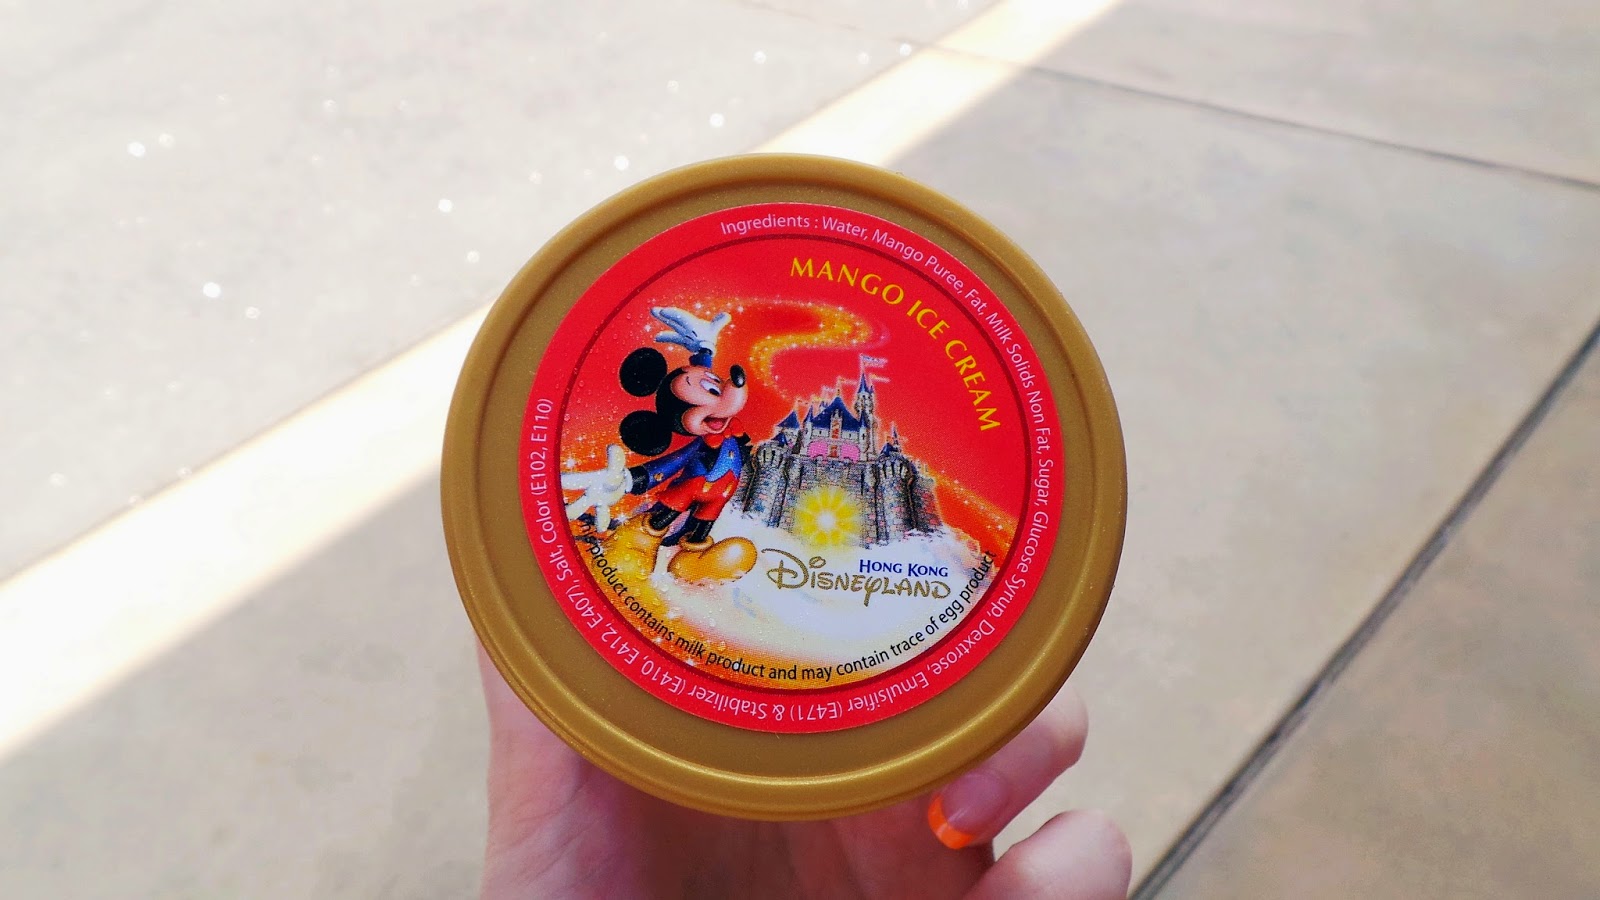 Ingredients : Water, Mango Puree, Fat, Milk Solids Non Fat, Sugar, Glucose Syrup, Dextrose, Emulsifier (E471) & Stabilizer (E410, E412, E407), Salt, Color (E102, E110)
MANGO ICE CREAM
HONG KONG
DISNEYLAND
This product contains milk product and may contain trace of egg product